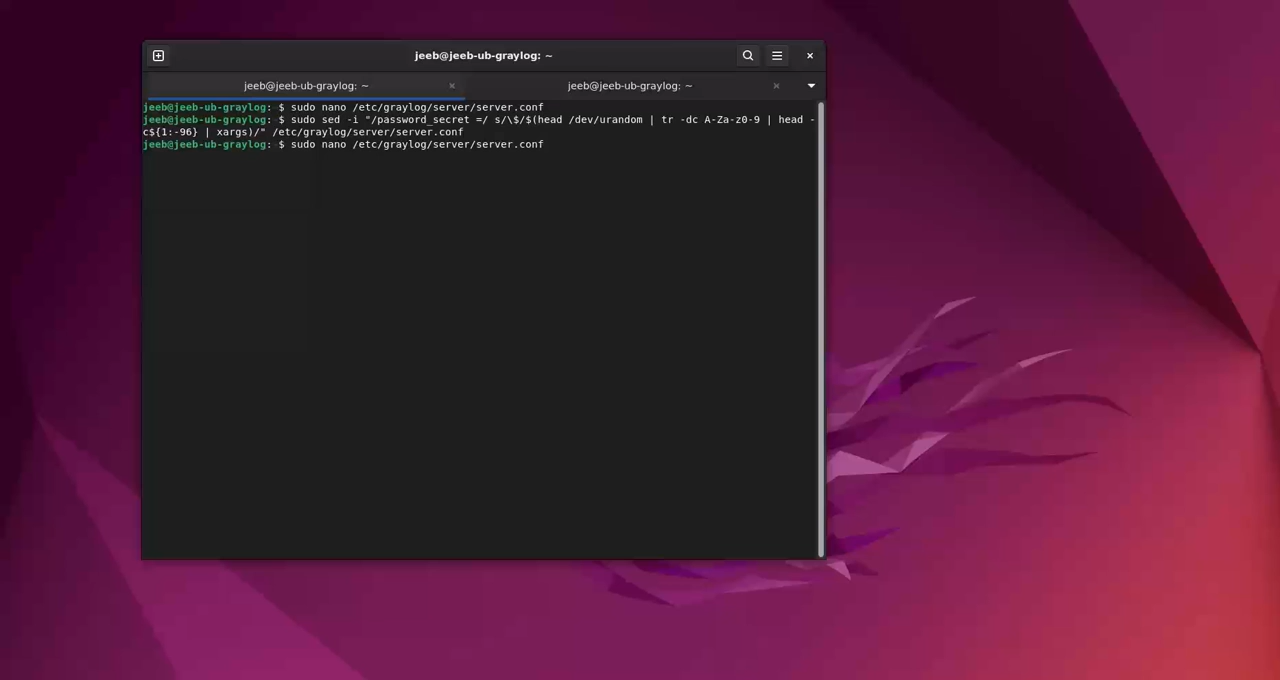 jeeb@jeeb-ub-graylog: ~
jeeb@jeeb-ub-graylog: ~
jeeb@jeeb-ub-graylog: ~
jeeb@jeeb-ub-graylog: $ sudo nano /etc/graylog/server/server.conf
jeeb@jeeb-ub-graylog: $ sudo sed -i "/password_secret =/ s/\$/$(head /dev/urandom | tr -dc A-Za-z0-9 | head -
c${1:-96} | xargs)/" /etc/graylog/server/server.conf
jeeb@jeeb-ub-graylog: $ sudo nano /etc/graylog/server/server.conf